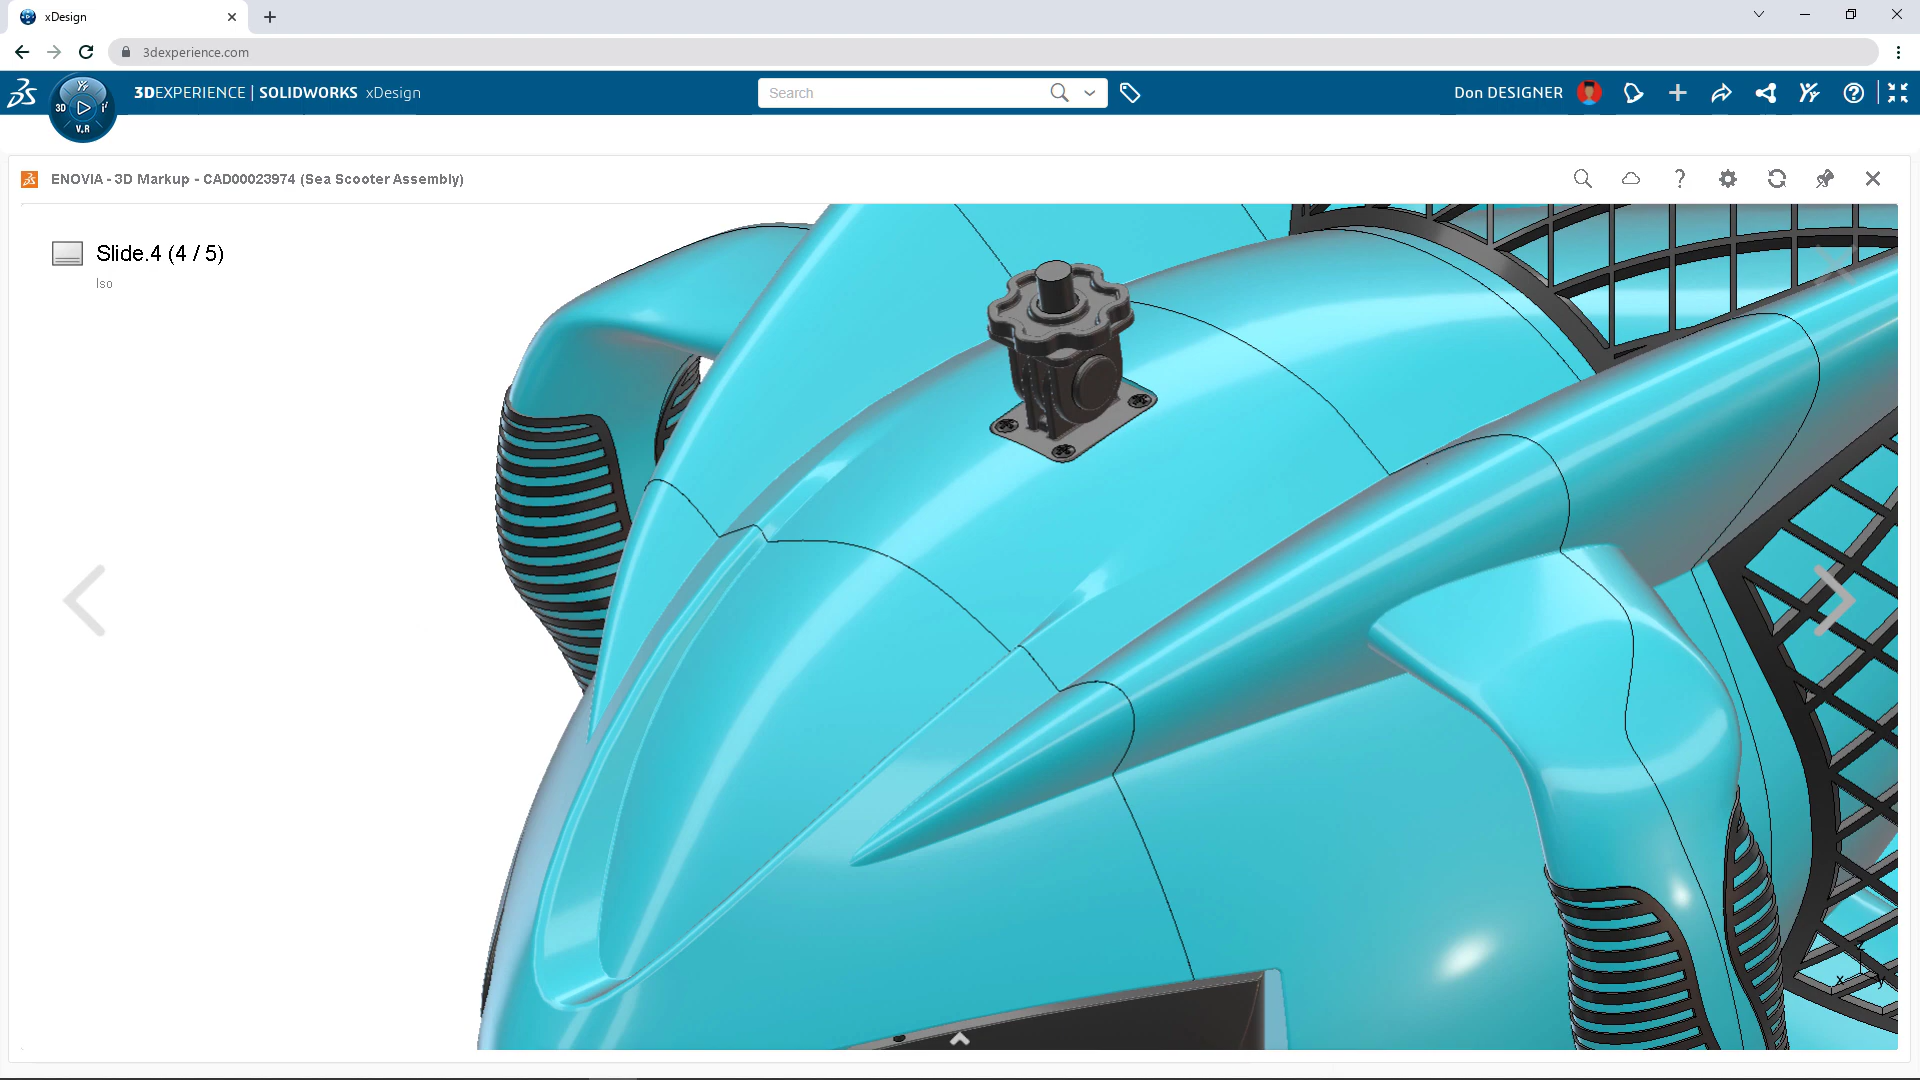 xDesign
3dexperience.com
3DEXPERIENCE | SOLIDWORKS xDesign
Search
Don DESIGNER
3D
V.R
ENOVIA - 3D Markup - CAD00023974 (Sea Scooter Assembly)
Slide.4 (4 / 5)
Iso
x
y